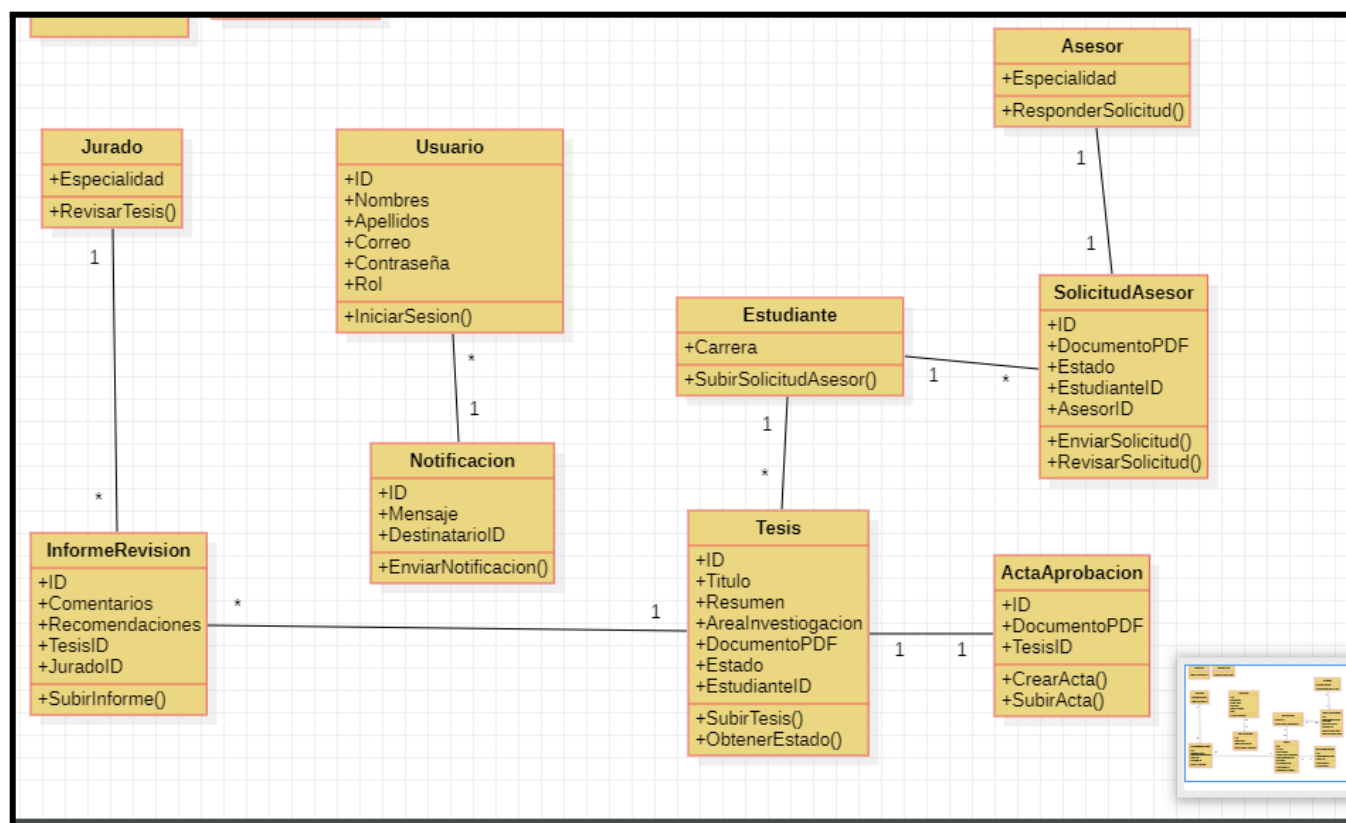 Asesor
+Especialidad
+ResponderSolicitud()
1
1
Jurado
+Especialidad
+RevisarTesis()
1
*
Usuario
+ID
+Nombres
+Apellidos
+Correo
+Contraseña
+Rol
+IniciarSesion()
*
1
SolicitudAsesor
+ID
+DocumentoPDF
+Estado
+EstudianteID
+AsesorID
+EnviarSolicitud()
+RevisarSolicitud()
Estudiante
+Carrera
+SubirSolicitudAsesor()
1
*
1
*
Notificacion
+ID
+Mensaje
+DestinatarioID
+EnviarNotificacion()
InformeRevision
+ID
+Comentarios
+Recomendaciones
+TesisID
+JuradoID
+SubirInforme()
*
1
Tesis
+ID
+Titulo
+Resumen
+AreaInvestiogacion
+DocumentoPDF
+Estado
+EstudianteID
+SubirTesis()
+ObtenerEstado()
1
1
ActaAprobacion
+ID
+DocumentoPDF
+TesisID
+CrearActa()
+SubirActa()